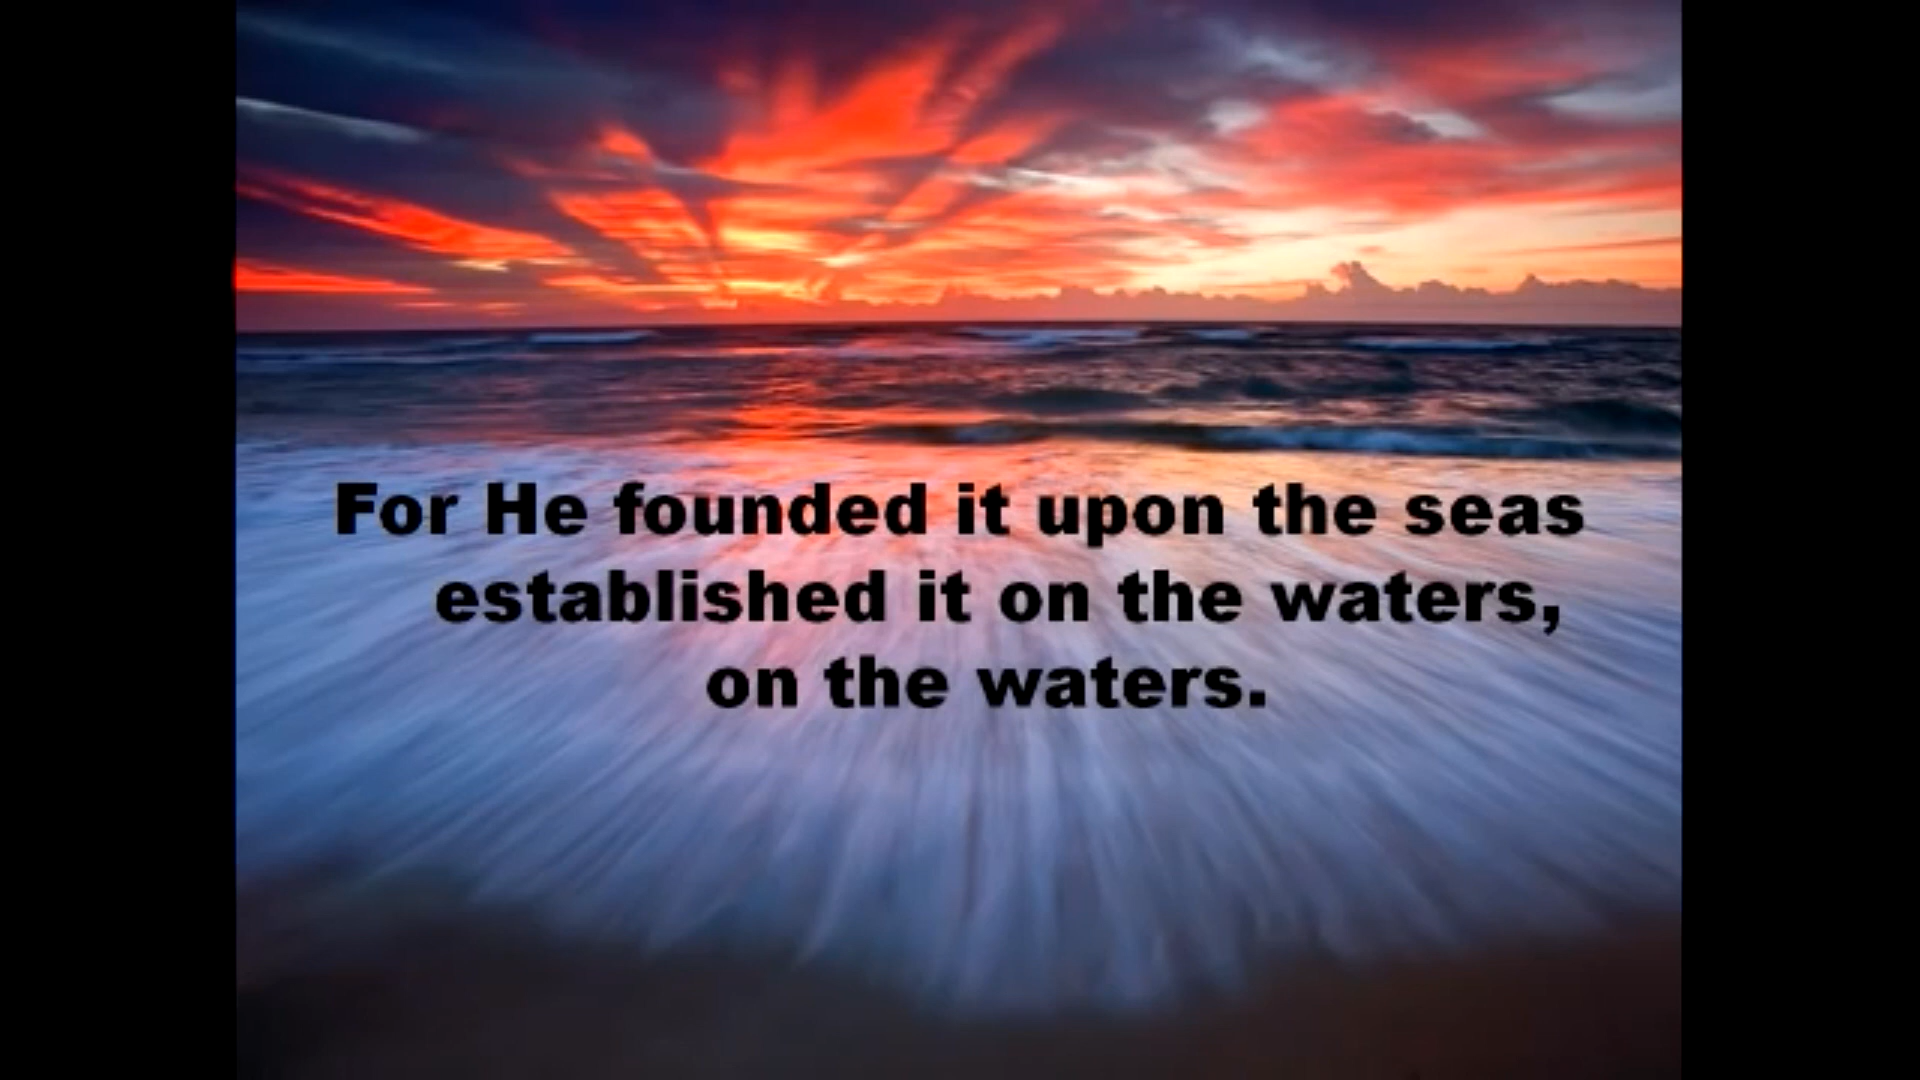 For He founded it upon the seas
established it on the waters,
on the waters.